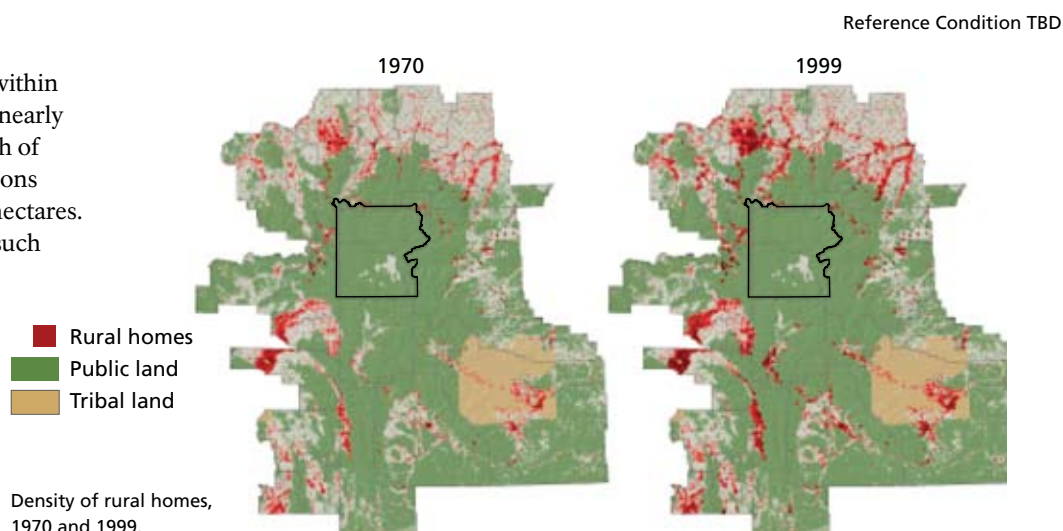 Reference Condition TBD
within
nearly
h of
ions
hectares.
such
1970
1999
Rural homes
Public land
Tribal land
Density of rural homes,
1970 and 1999.